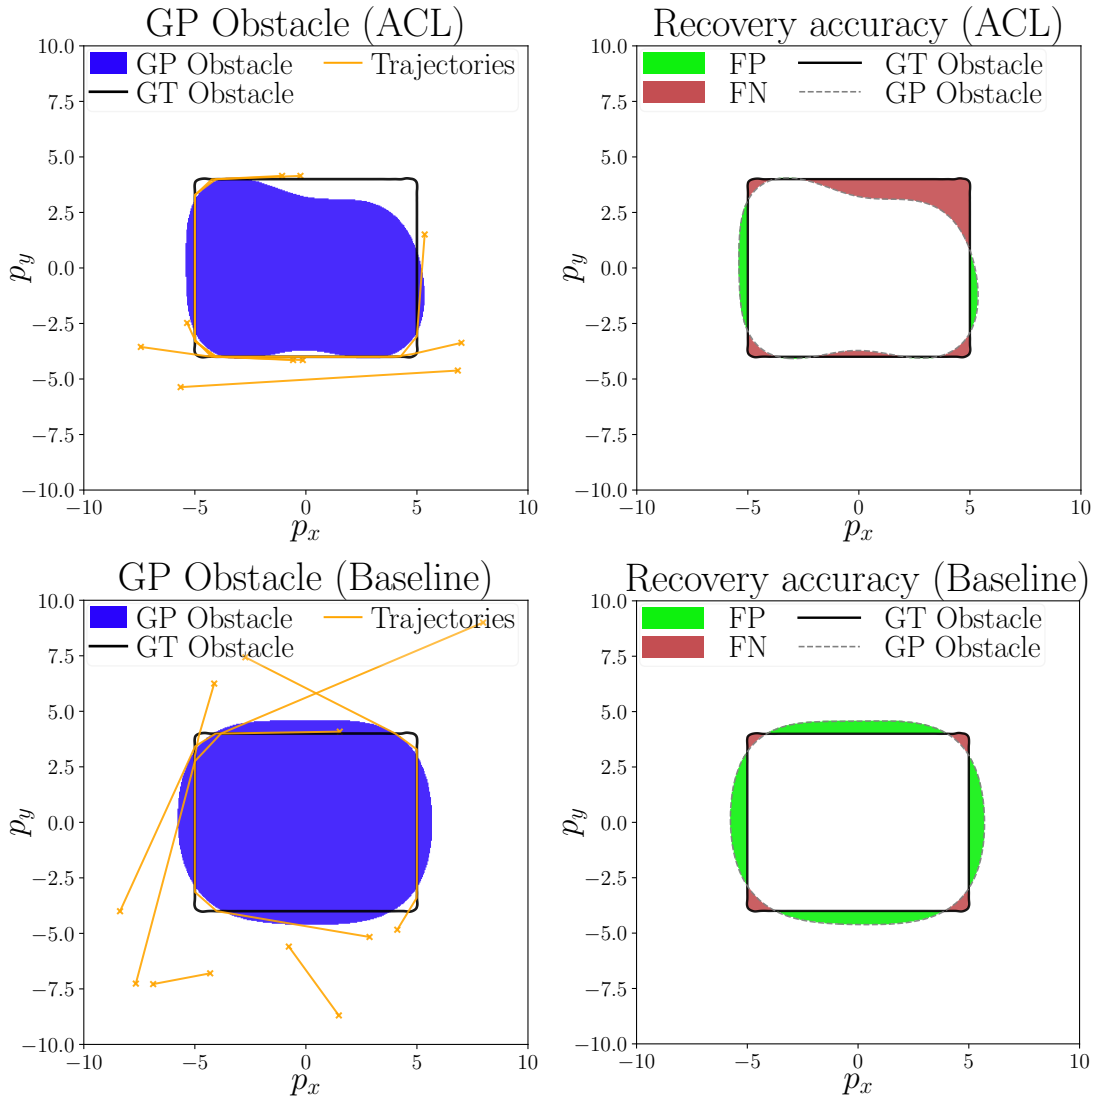 GP Obstacle (ACL)
10.0
7.5
5.0
2.5
0.0
−2.5
−5.0
−7.5
−10.0
p_y
GP Obstacle
Trajectories
GT Obstacle
−10
−5
0
5
10
p_x
Recovery accuracy (ACL)
10.0
7.5
5.0
2.5
0.0
−2.5
−5.0
−7.5
−10.0
p_y
FP
GT Obstacle
FN
GP Obstacle
−10
−5
0
5
10
p_x
GP Obstacle (Baseline)
10.0
7.5
5.0
2.5
0.0
−2.5
−5.0
−7.5
−10.0
p_y
GP Obstacle
Trajectories
GT Obstacle
−10
−5
0
5
10
p_x
Recovery accuracy (Baseline)
10.0
7.5
5.0
2.5
0.0
−2.5
−5.0
−7.5
−10.0
p_y
FP
GT Obstacle
FN
GP Obstacle
−10
−5
0
5
10
p_x